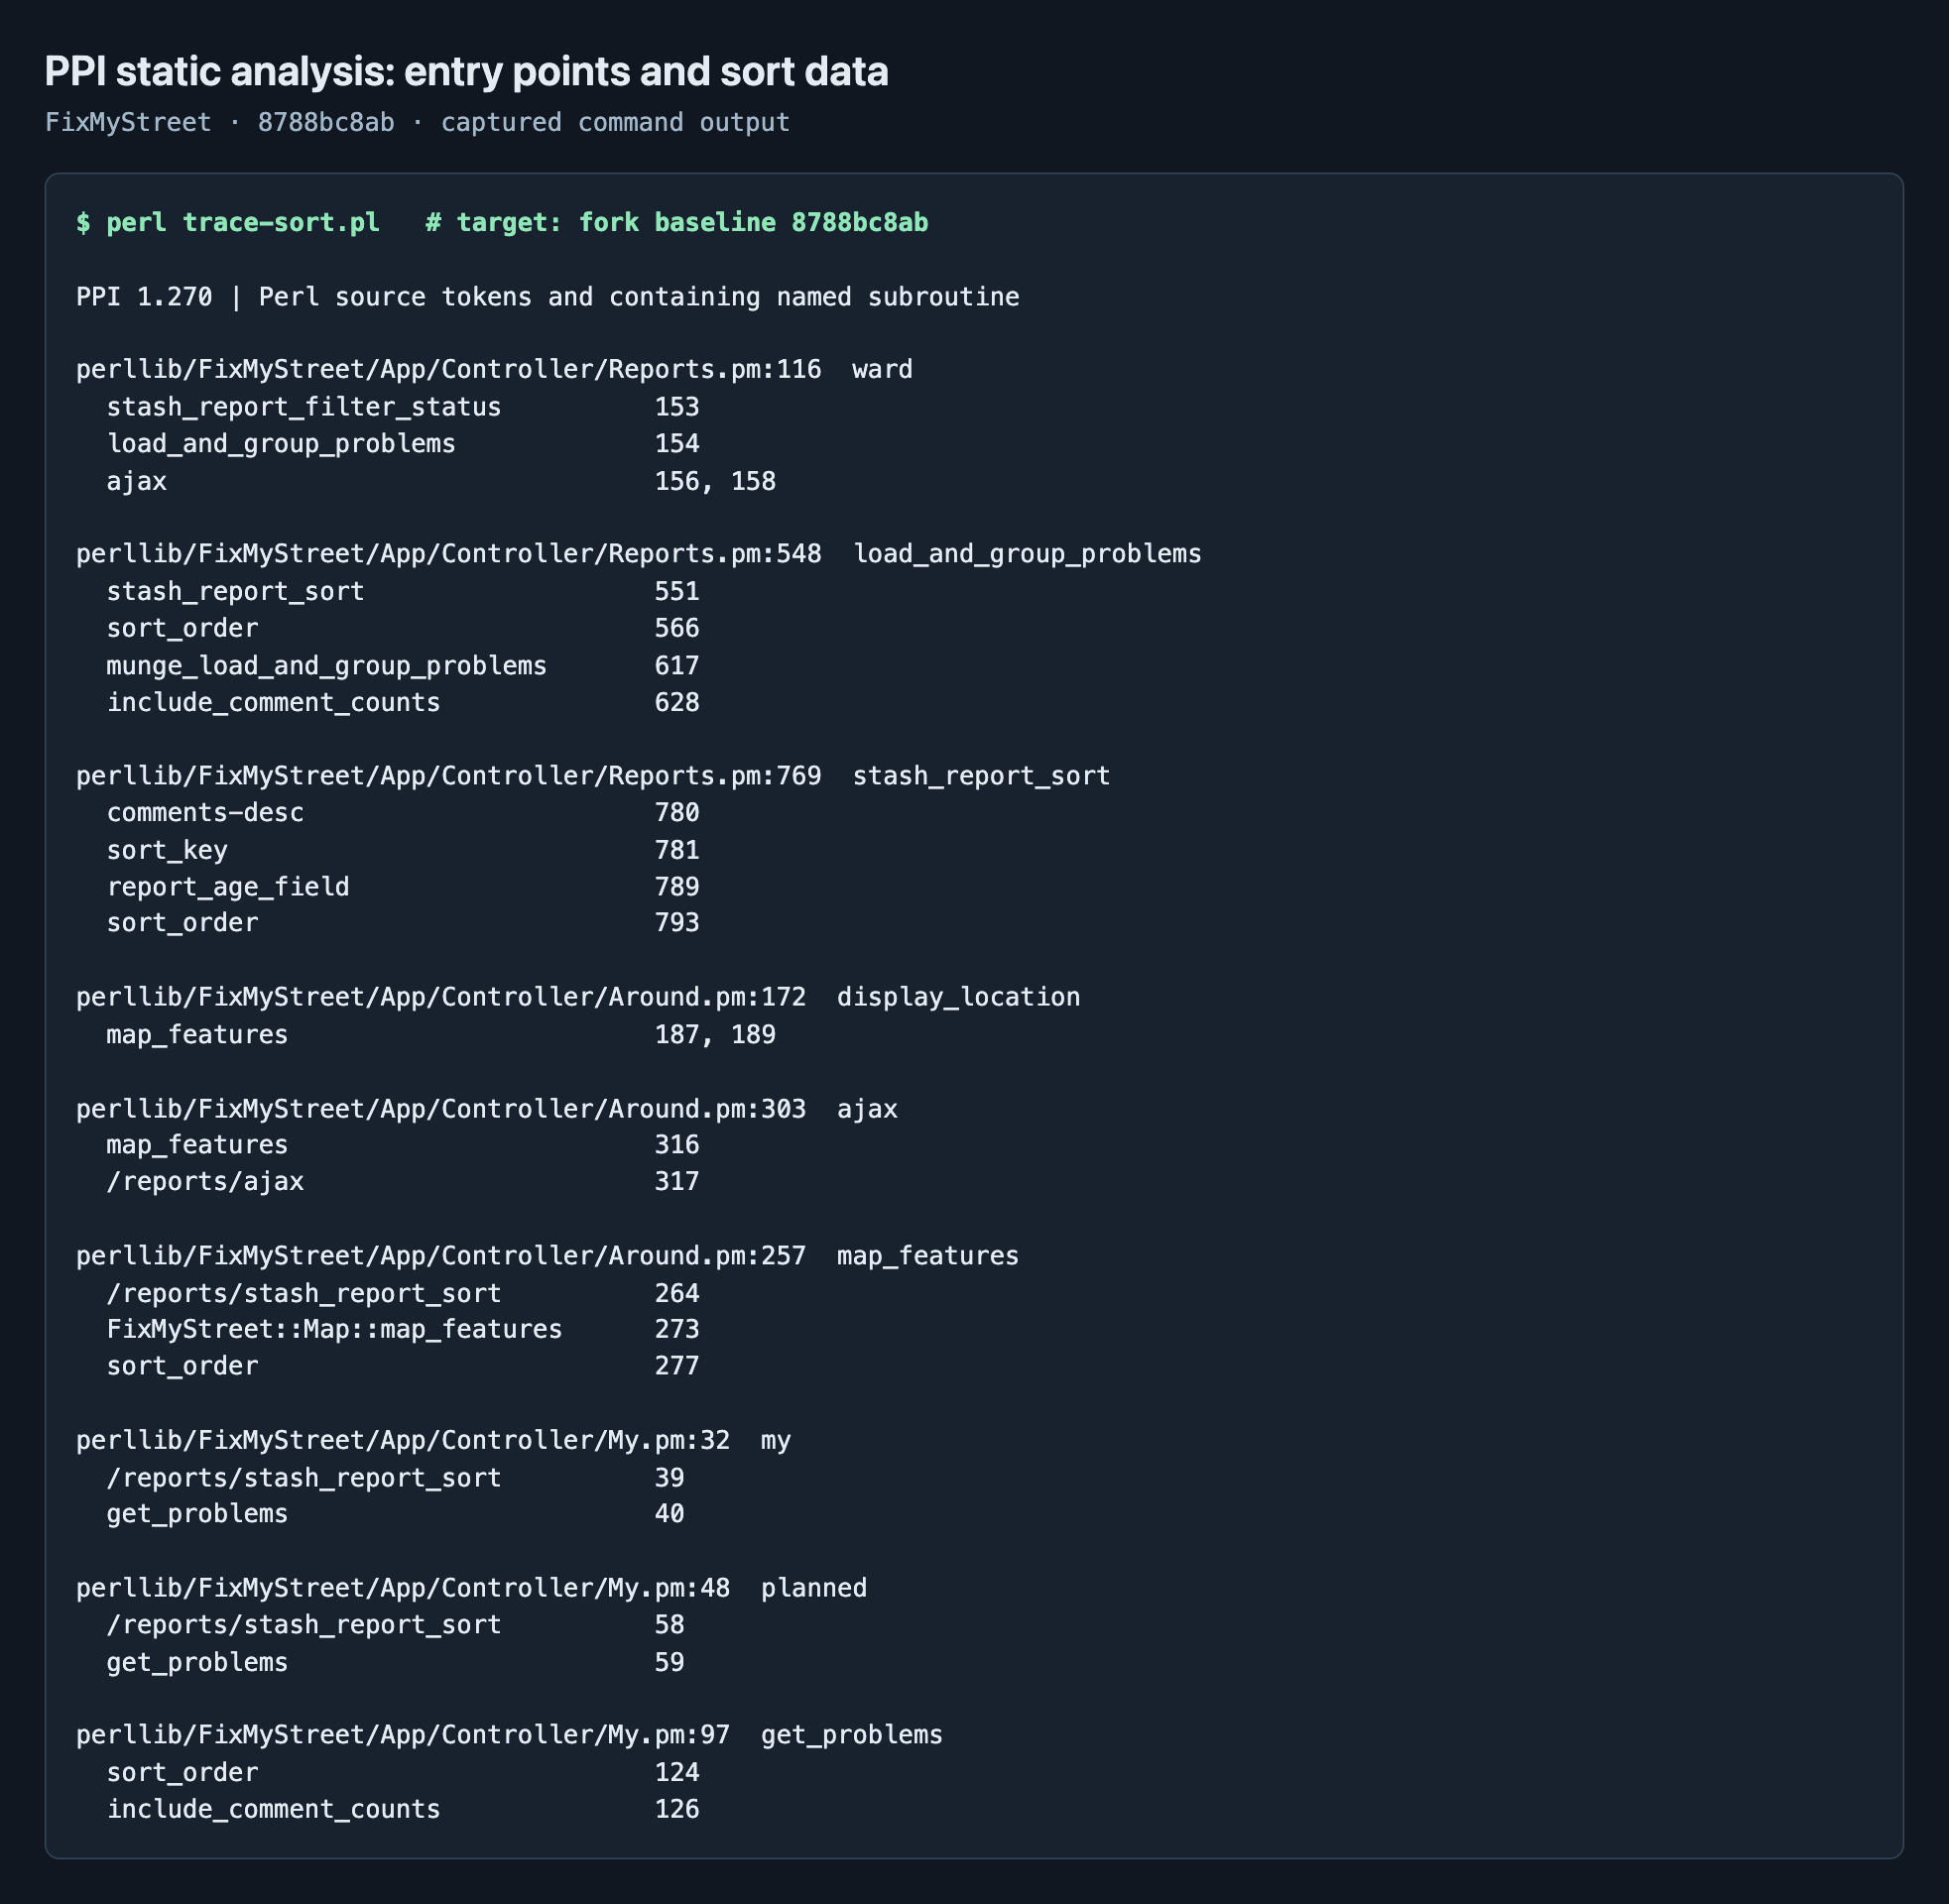 PPI static analysis: entry points and sort data
FixMyStreet · 8788bc8ab · captured command output
$ perl trace-sort.pl   # target: fork baseline 8788bc8ab
PPI 1.270 | Perl source tokens and containing named subroutine
perllib/FixMyStreet/App/Controller/Reports.pm:116  ward
  stash_report_filter_status          153
  load_and_group_problems             154
  ajax                                156, 158
perllib/FixMyStreet/App/Controller/Reports.pm:548  load_and_group_problems
  stash_report_sort                   551
  sort_order                          566
  munge_load_and_group_problems       617
  include_comment_counts              628
perllib/FixMyStreet/App/Controller/Reports.pm:769  stash_report_sort
  comments-desc                       780
  sort_key                            781
  report_age_field                    789
  sort_order                          793
perllib/FixMyStreet/App/Controller/Around.pm:172  display_location
  map_features                        187, 189
perllib/FixMyStreet/App/Controller/Around.pm:303  ajax
  map_features                        316
  /reports/ajax                       317
perllib/FixMyStreet/App/Controller/Around.pm:257  map_features
  /reports/stash_report_sort          264
  FixMyStreet::Map::map_features      273
  sort_order                          277
perllib/FixMyStreet/App/Controller/My.pm:32  my
  /reports/stash_report_sort          39
  get_problems                        40
perllib/FixMyStreet/App/Controller/My.pm:48  planned
  /reports/stash_report_sort          58
  get_problems                        59
perllib/FixMyStreet/App/Controller/My.pm:97  get_problems
  sort_order                          124
  include_comment_counts              126